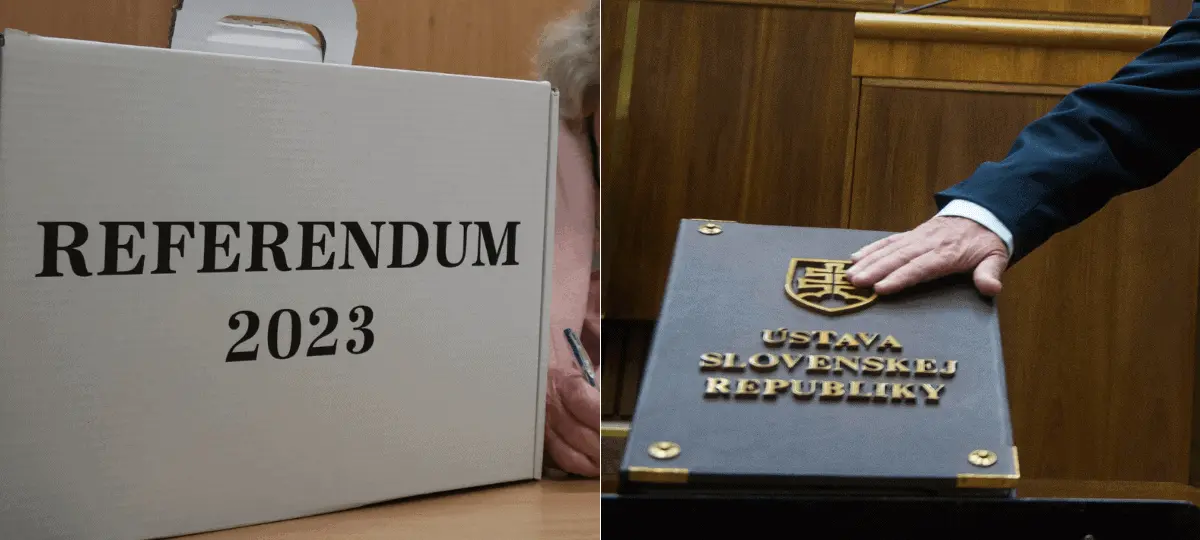 REFERENDUM
2023
ÚSTAVA
SLOVENSKEJ
REPUBLIKY